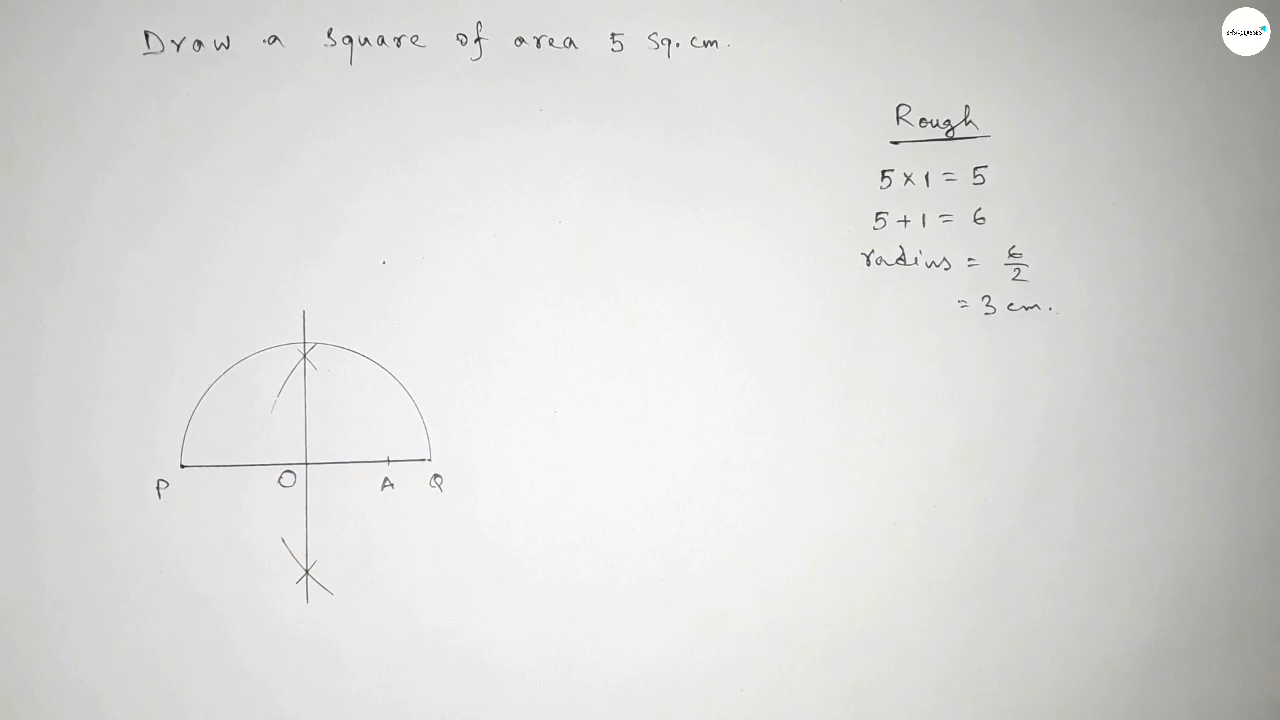 Draw a square of area 5 sq.cm.
Rough
5 × 1 = 5
5 + 1 = 6
radius = 6/2
= 3 cm.
P O A Q